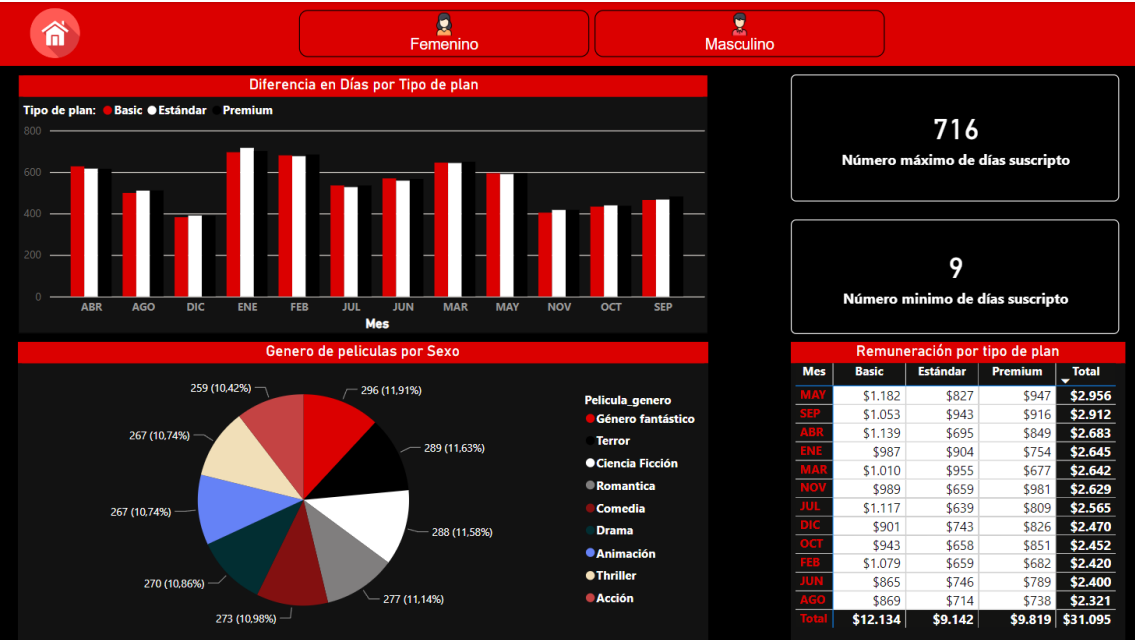 Femenino
Masculino
Diferencia en Días por Tipo de plan
Tipo de plan: Basic Estándar Premium
800
600
400
200
0
ABR AGO DIC ENE FEB JUL JUN MAR MAY NOV OCT SEP
Mes
716
Número máximo de días suscripto
9
Número minimo de días suscripto
Genero de peliculas por Sexo
259 (10,42%)
296 (11,91%)
267 (10,74%)
289 (11,63%)
267 (10,74%)
288 (11,58%)
270 (10,86%)
277 (11,14%)
273 (10,98%)
Pelicula_genero
Género fantástico
Terror
Ciencia Ficción
Romantica
Comedia
Drama
Animación
Thriller
Acción
Remuneración por tipo de plan
Mes Basic Estándar Premium Total
MAY $1.182 $827 $947 $2.956
SEP $1.053 $943 $916 $2.912
ABR $1.139 $695 $849 $2.683
ENE $987 $904 $754 $2.645
MAR $1.010 $955 $677 $2.642
NOV $989 $659 $981 $2.629
JUL $1.117 $639 $809 $2.565
DIC $901 $743 $826 $2.470
OCT $943 $658 $851 $2.452
FEB $1.079 $659 $682 $2.420
JUN $865 $746 $789 $2.400
AGO $869 $714 $738 $2.321
Total $12.134 $9.142 $9.819 $31.095